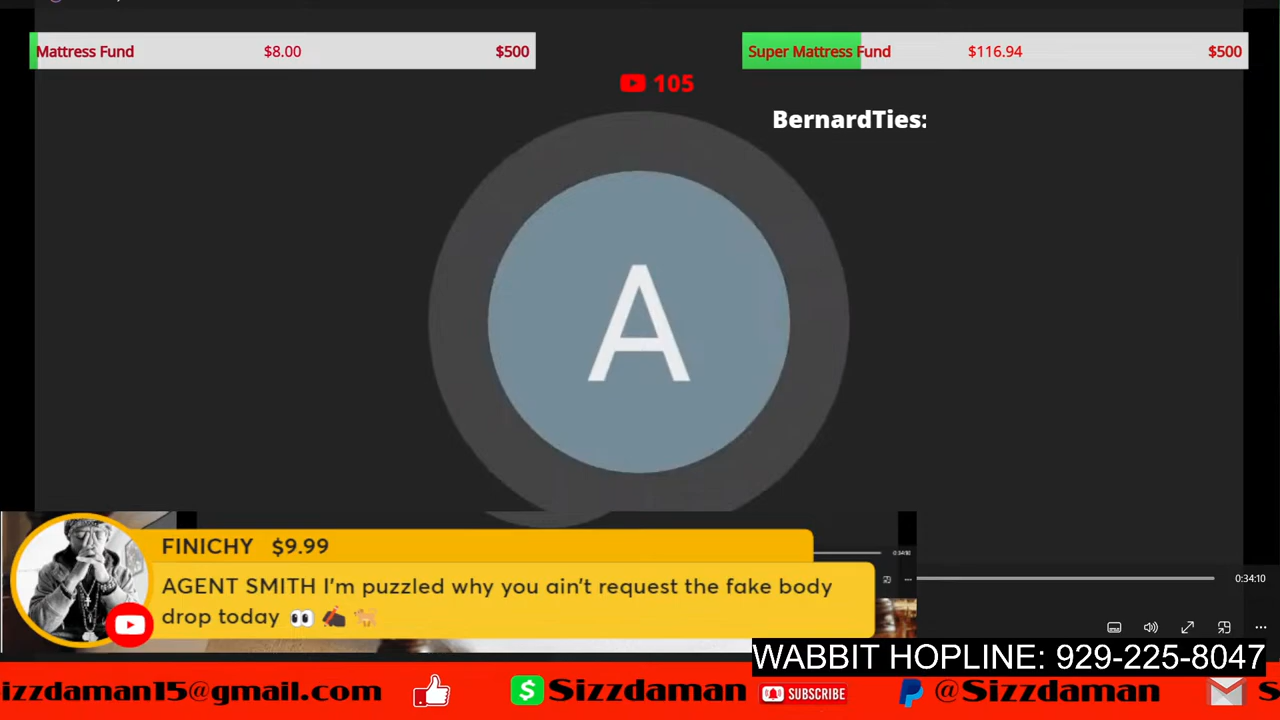 Mattress Fund $8.00 $500
Super Mattress Fund $116.94 $500
105
BernardTies:
A
FINICHY $9.99
AGENT SMITH I'm puzzled why you ain't request the fake body
drop today 👀 ✍🏿 🐕
0:34:10
WABBIT HOPLINE: 929-225-8047
izzdaman15@gmail.com $ Sizzdaman SUBSCRIBE @Sizzdaman S